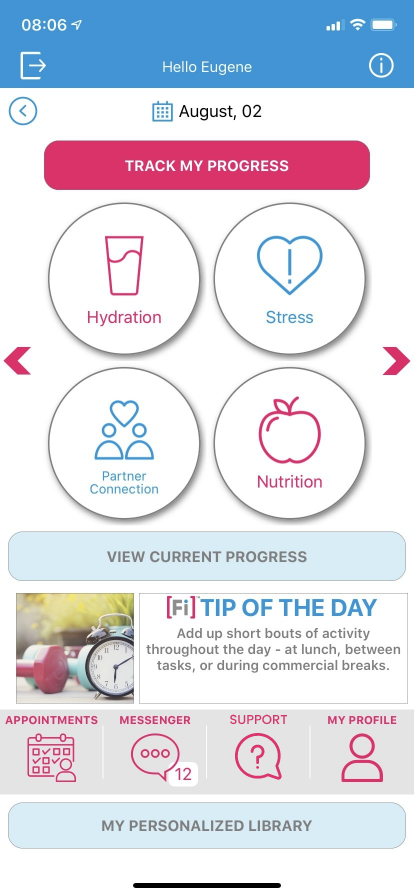 08:06
Hello Eugene
August, 02
TRACK MY PROGRESS
Hydration
Stress
Partner
Connection
Nutrition
VIEW CURRENT PROGRESS
[Fi] TIP OF THE DAY
Add up short bouts of activity
throughout the day - at lunch, between
tasks, or during commercial breaks.
APPOINTMENTS
MESSENGER
SUPPORT
MY PROFILE
?
12
MY PERSONALIZED LIBRARY